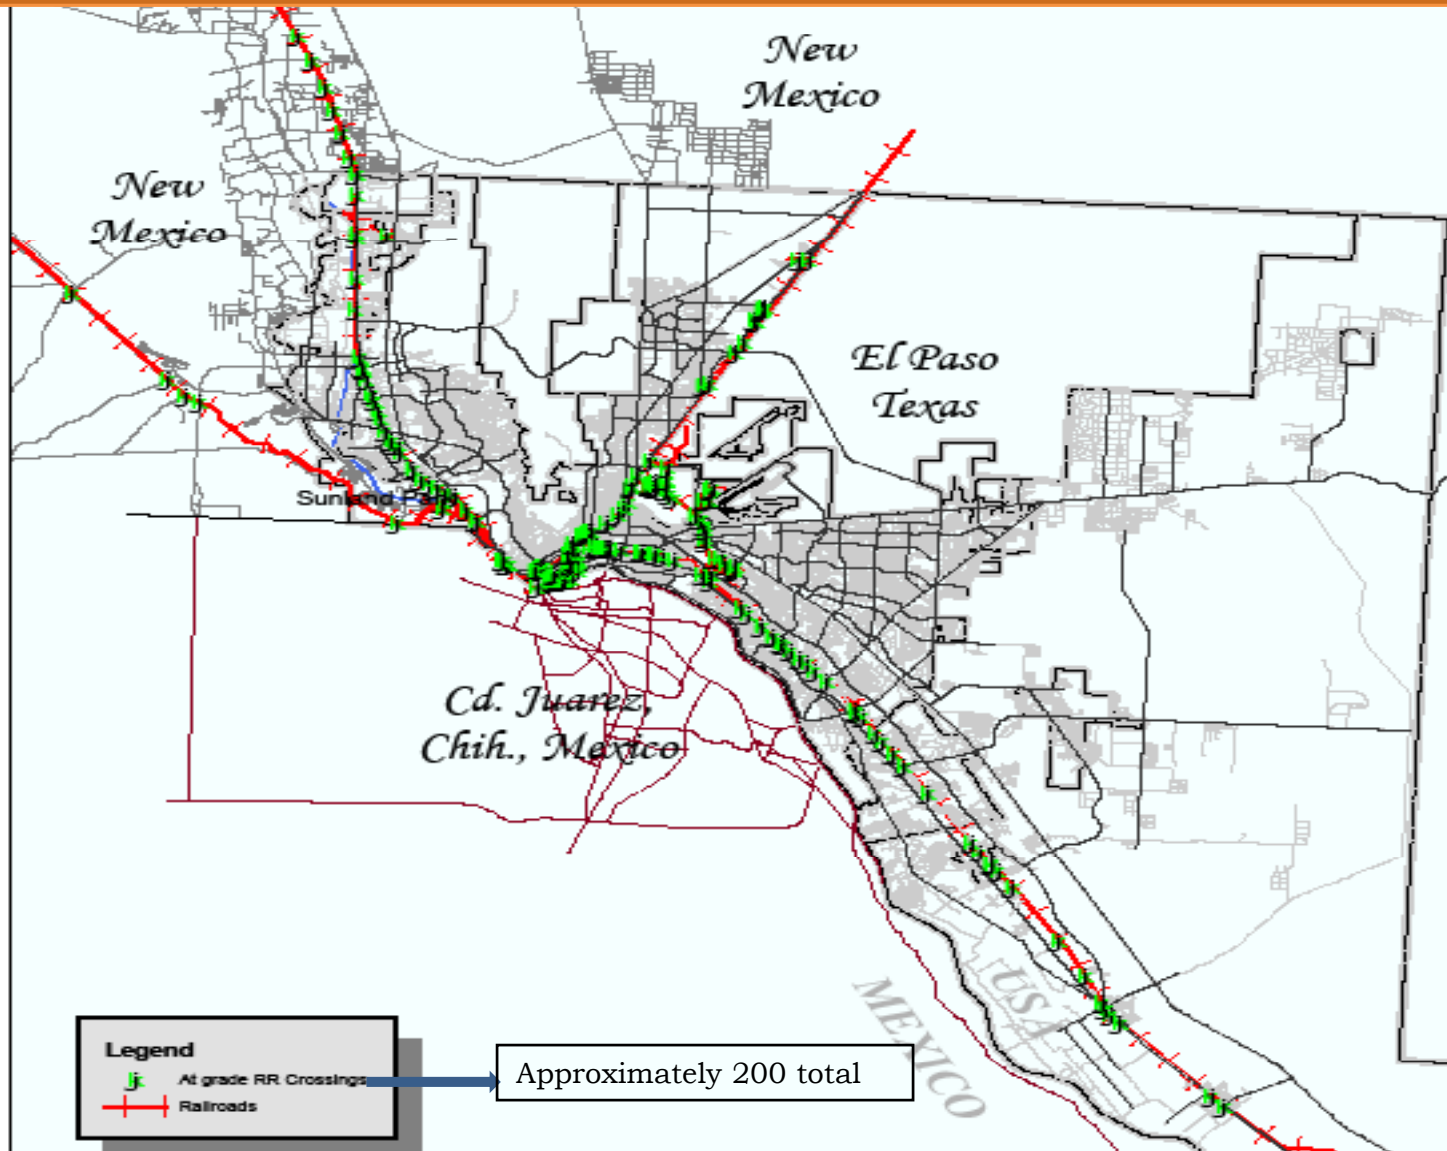 New
Mexico
New
Mexico
El Paso
Texas
Sunland Park
Cd. Juarez,
Chih., Mexico
USA
MEXICO
Legend
At grade RR Crossings
Railroads
Approximately 200 total